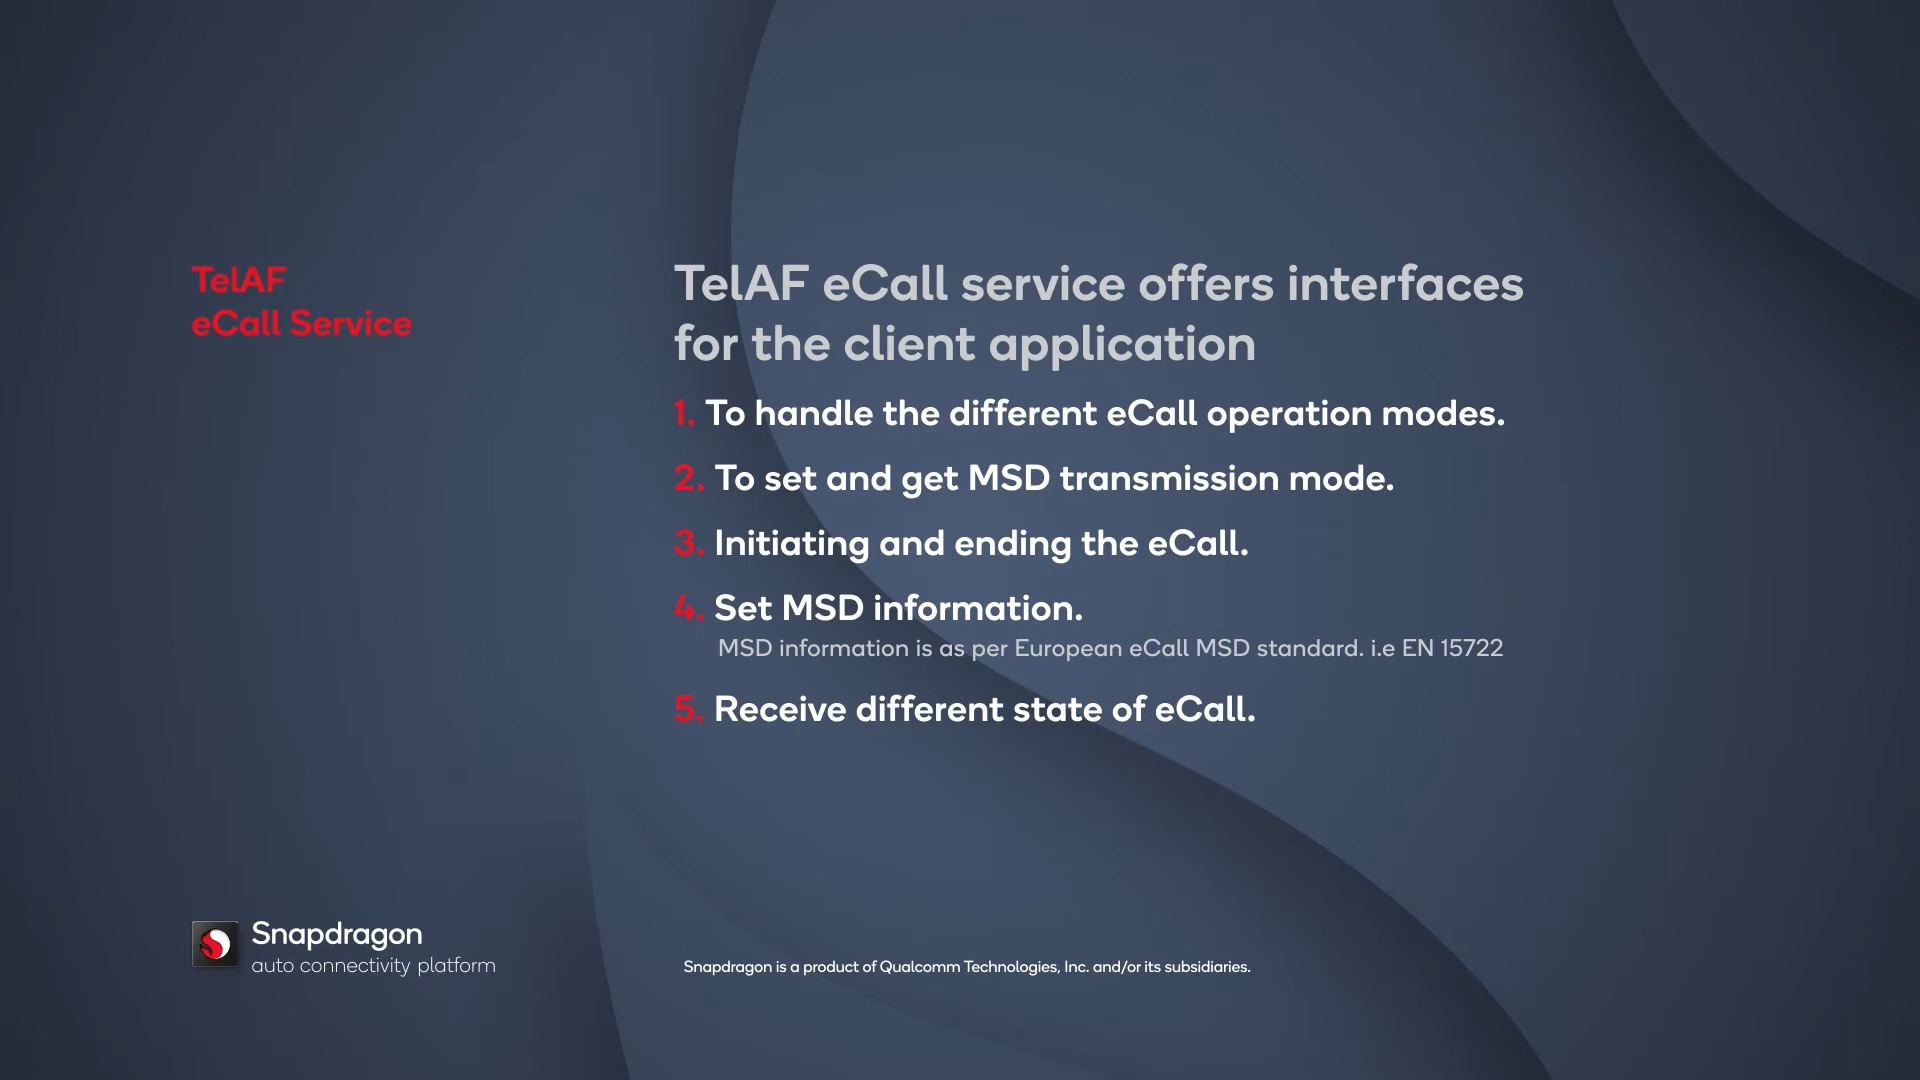 TelAF
eCall Service
TelAF eCall service offers interfaces
for the client application
1. To handle the different eCall operation modes.
2. To set and get MSD transmission mode.
3. Initiating and ending the eCall.
4. Set MSD information.
MSD information is as per European eCall MSD standard. i.e EN 15722
5. Receive different state of eCall.
Snapdragon
auto connectivity platform
Snapdragon is a product of Qualcomm Technologies, Inc. and/or its subsidiaries.